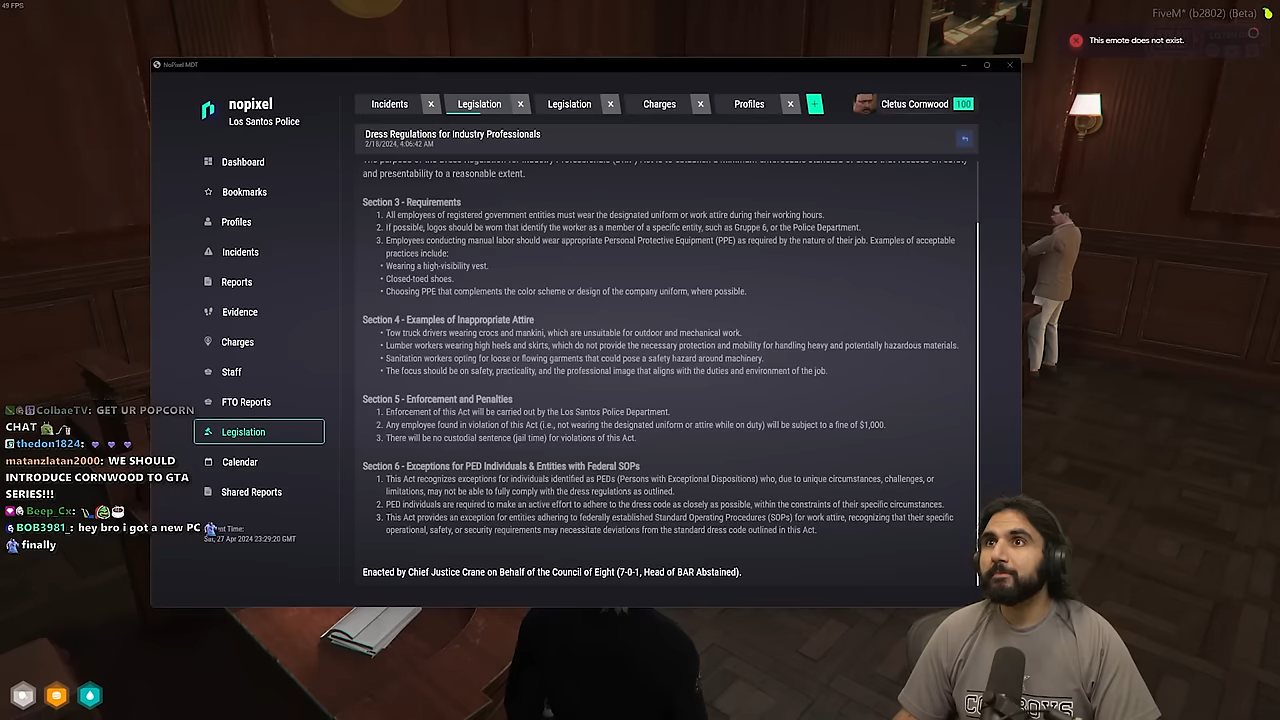 49 FPS
FiveM* (b2802) (Beta)
This emote does not exist.
NoPixel MDT
nopixel
Los Santos Police
Incidents
Legislation
Legislation
Charges
Profiles
+
Cletus Cornwood 100
Dress Regulations for Industry Professionals
2/18/2024, 4:06:42 AM
Dashboard
Bookmarks
Profiles
Incidents
Reports
Evidence
Charges
Staff
FTO Reports
Legislation
Calendar
Shared Reports
Sat, 27 Apr 2024 23:29:20 GMT
and presentability to a reasonable extent.
Section 3 - Requirements
1. All employees of registered government entities must wear the designated uniform or work attire during their working hours.
2. If possible, logos should be worn that identify the worker as a member of a specific entity, such as Gruppe 6, or the Police Department.
3. Employees conducting manual labor should wear appropriate Personal Protective Equipment (PPE) as required by the nature of their job. Examples of acceptable
practices include:
• Wearing a high-visibility vest.
• Closed-toed shoes.
• Choosing PPE that complements the color scheme or design of the company uniform, where possible.
Section 4 - Examples of Inappropriate Attire
• Tow truck drivers wearing crocs and mankini, which are unsuitable for outdoor and mechanical work.
• Lumber workers wearing high heels and skirts, which do not provide the necessary protection and mobility for handling heavy and potentially hazardous materials.
• Sanitation workers opting for loose or flowing garments that could pose a safety hazard around machinery.
• The focus should be on safety, practicality, and the professional image that aligns with the duties and environment of the job.
Section 5 - Enforcement and Penalties
1. Enforcement of this Act will be carried out by the Los Santos Police Department.
2. Any employee found in violation of this Act (i.e., not wearing the designated uniform or attire while on duty) will be subject to a fine of $1,000.
3. There will be no custodial sentence (jail time) for violations of this Act.
Section 6 - Exceptions for PED Individuals & Entities with Federal SOPs
1. This Act recognizes exceptions for individuals identified as PEDs (Persons with Exceptional Dispositions) who, due to unique circumstances, challenges, or
limitations, may not be able to fully comply with the dress regulations as outlined.
2. PED individuals are required to make an active effort to adhere to the dress code as closely as possible, within the constraints of their specific circumstances.
3. This Act provides an exception for entities adhering to federally established Standard Operating Procedures (SOPs) for work attire, recognizing that their specific
operational, safety, or security requirements may necessitate deviations from the standard dress code outlined in this Act.
Enacted by Chief Justice Crane on Behalf of the Council of Eight (7-0-1, Head of BAR Abstained).
ColbaeTV: GET UR POPCORN
CHAT
thedon1824:
matanzlatan2000: WE SHOULD
INTRODUCE CORNWOOD TO GTA
SERIES!!!
Beep_Cx:
BOB3981_: hey bro i got a new PC
finally